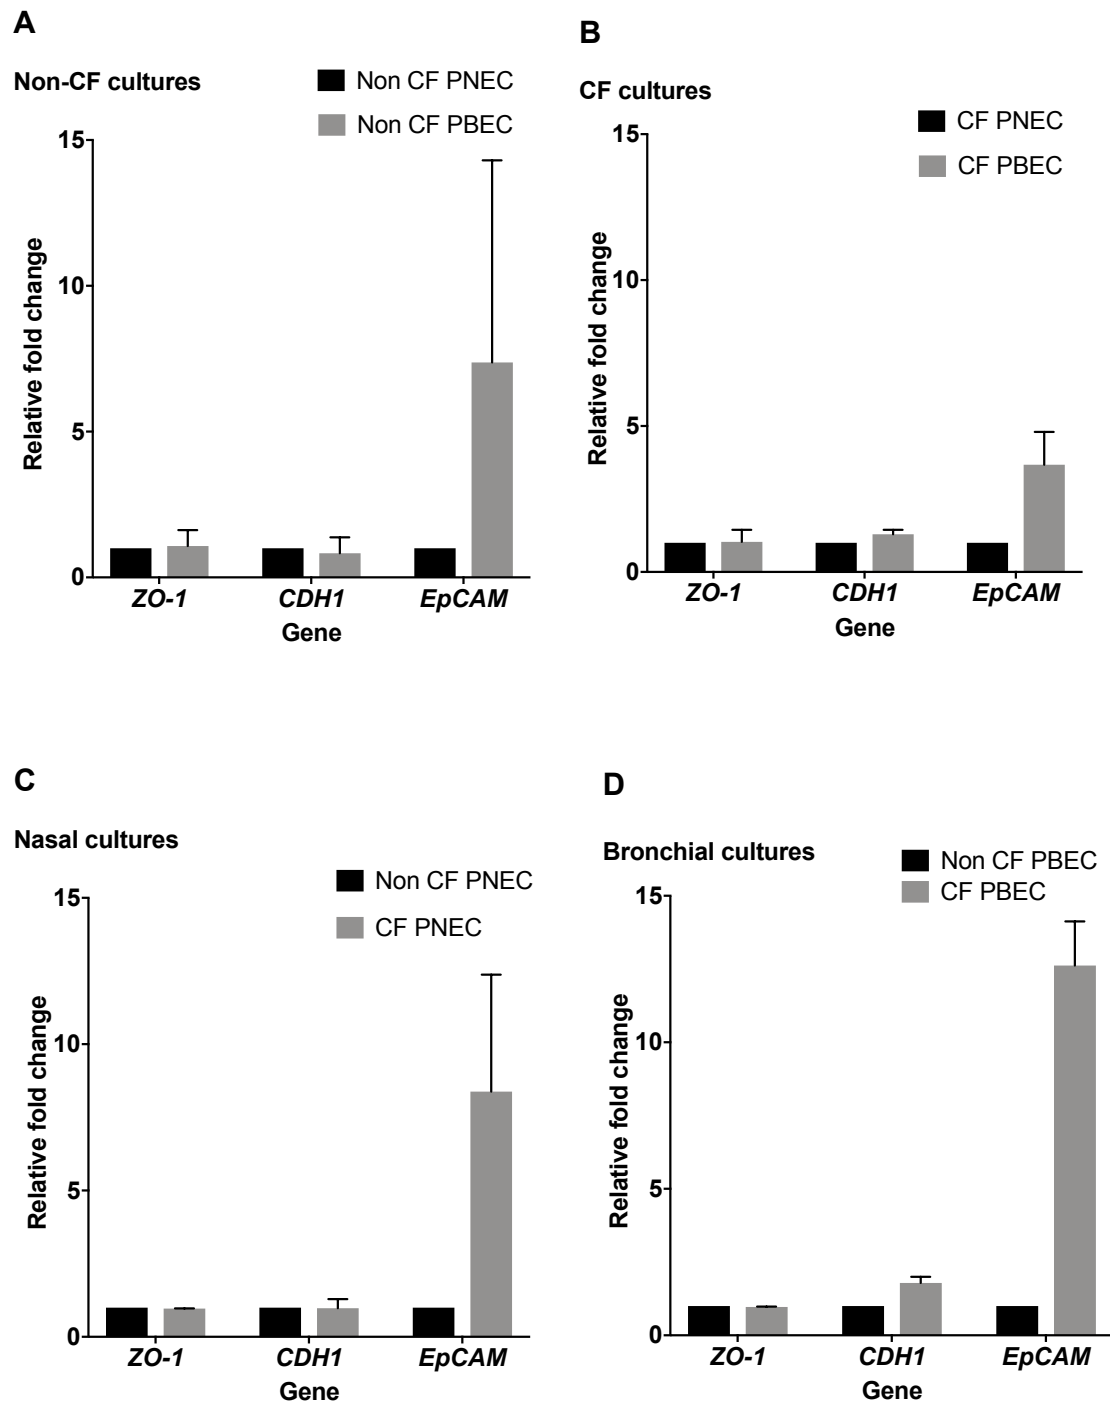 A
Non-CF cultures
Non CF PNEC
Non CF PBEC
15
10
5
0
Relative fold change
ZO-1 CDH1 EpCAM
Gene
B
CF cultures
CF PNEC
CF PBEC
15
10
5
0
Relative fold change
ZO-1 CDH1 EpCAM
Gene
C
Nasal cultures
Non CF PNEC
CF PNEC
15
10
5
0
Relative fold change
ZO-1 CDH1 EpCAM
Gene
D
Bronchial cultures
Non CF PBEC
CF PBEC
15
10
5
0
Relative fold change
ZO-1 CDH1 EpCAM
Gene